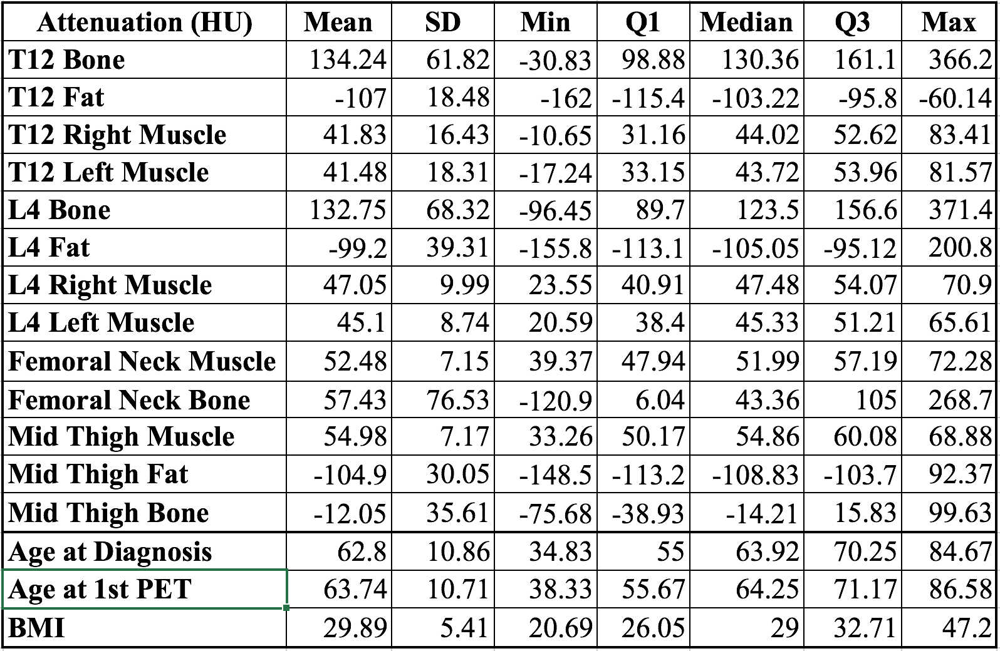 Attenuation (HU) Mean SD Min Q1 Median Q3 Max
T12 Bone 134.24 61.82 -30.83 98.88 130.36 161.1 366.2
T12 Fat -107 18.48 -162 -115.4 -103.22 -95.8 -60.14
T12 Right Muscle 41.83 16.43 -10.65 31.16 44.02 52.62 83.41
T12 Left Muscle 41.48 18.31 -17.24 33.15 43.72 53.96 81.57
L4 Bone 132.75 68.32 -96.45 89.7 123.5 156.6 371.4
L4 Fat -99.2 39.31 -155.8 -113.1 -105.05 -95.12 200.8
L4 Right Muscle 47.05 9.99 23.55 40.91 47.48 54.07 70.9
L4 Left Muscle 45.1 8.74 20.59 38.4 45.33 51.21 65.61
Femoral Neck Muscle 52.48 7.15 39.37 47.94 51.99 57.19 72.28
Femoral Neck Bone 57.43 76.53 -120.9 6.04 43.36 105 268.7
Mid Thigh Muscle 54.98 7.17 33.26 50.17 54.86 60.08 68.88
Mid Thigh Fat -104.9 30.05 -148.5 -113.2 -108.83 -103.7 92.37
Mid Thigh Bone -12.05 35.61 -75.68 -38.93 -14.21 15.83 99.63
Age at Diagnosis 62.8 10.86 34.83 55 63.92 70.25 84.67
Age at 1st PET 63.74 10.71 38.33 55.67 64.25 71.17 86.58
BMI 29.89 5.41 20.69 26.05 29 32.71 47.2